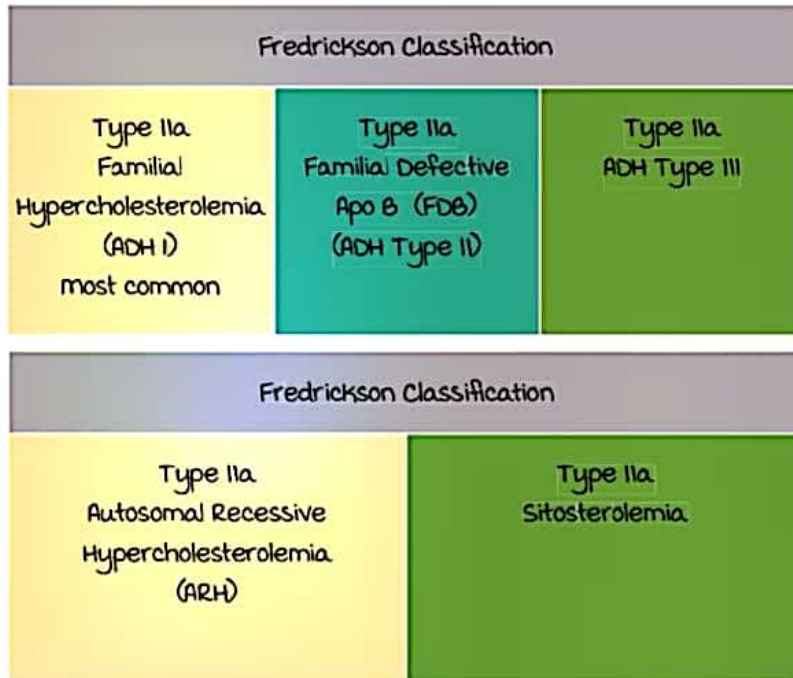 Fredrickson Classification
Type IIa
Familial
Hypercholesterolemia
(ADH I)
most common
Type IIa
Familial Defective
Apo B (FDB)
(ADH Type II)
Type IIa
ADH Type III
Fredrickson Classification
Type IIa
Autosomal Recessive
Hypercholesterolemia
(ARH)
Type IIa
Sitosterolemia